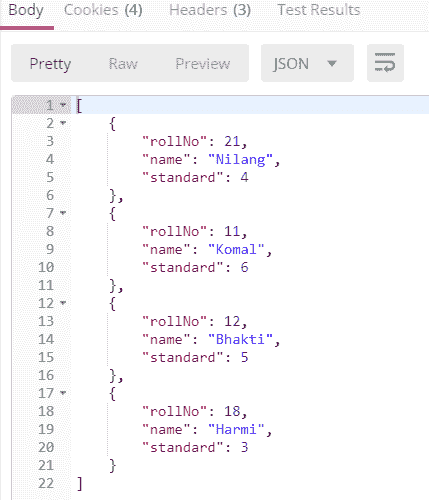 Body Cookies (4) Headers (3) Test Results
Pretty Raw Preview JSON
1 [
2 {
3 "rollNo": 21,
4 "name": "Nilang",
5 "standard": 4
6 },
7 {
8 "rollNo": 11,
9 "name": "Komal",
10 "standard": 6
11 },
12 {
13 "rollNo": 12,
14 "name": "Bhakti",
15 "standard": 5
16 },
17 {
18 "rollNo": 18,
19 "name": "Harmi",
20 "standard": 3
21 }
22 ]